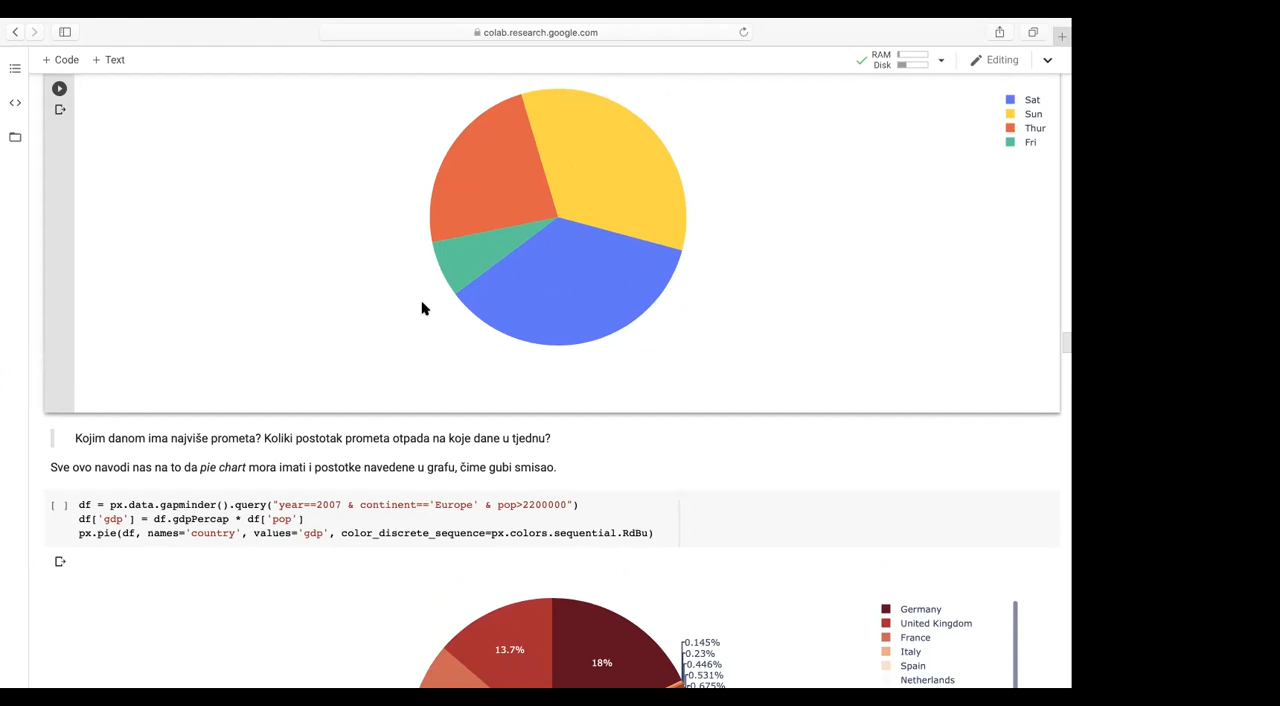 colab.research.google.com
+ Code + Text
RAM
Disk
Editing
Sat
Sun
Thur
Fri
Kojim danom ima najviše prometa? Koliki postotak prometa otpada na koje dane u tjednu?
Sve ovo navodi nas na to da pie chart mora imati i postotke navedene u grafu, čime gubi smisao.
[ ] df = px.data.gapminder().query("year==2007 & continent=='Europe' & pop>2200000")
df['gdp'] = df.gdpPercap * df['pop']
px.pie(df, names='country', values='gdp', color_discrete_sequence=px.colors.sequential.RdBu)
13.7%
18%
0.145%
0.23%
0.446%
0.531%
0.675%
Germany
United Kingdom
France
Italy
Spain
Netherlands